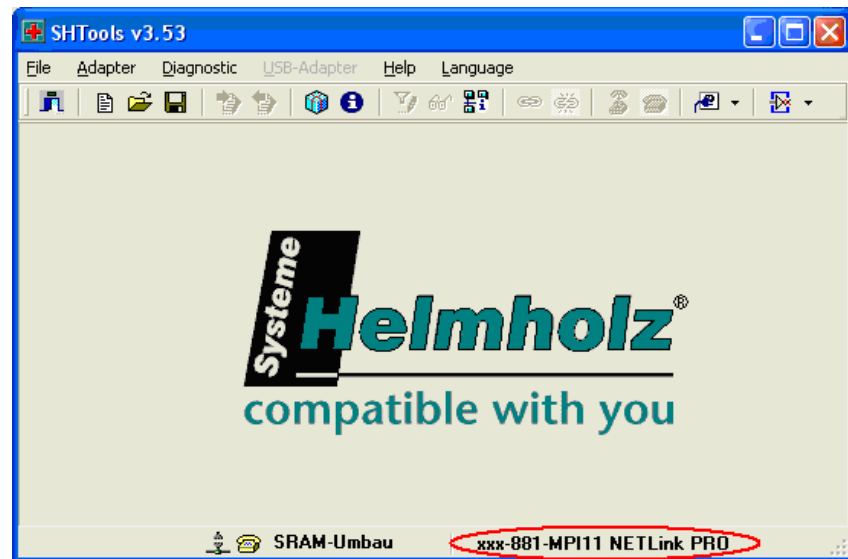 SHTools v3.53
File Adapter Diagnostic USB-Adapter Help Language
Systeme
Helmholz®
compatible with you
SRAM-Umbau xxx-881-MPI11 NETLink PRO